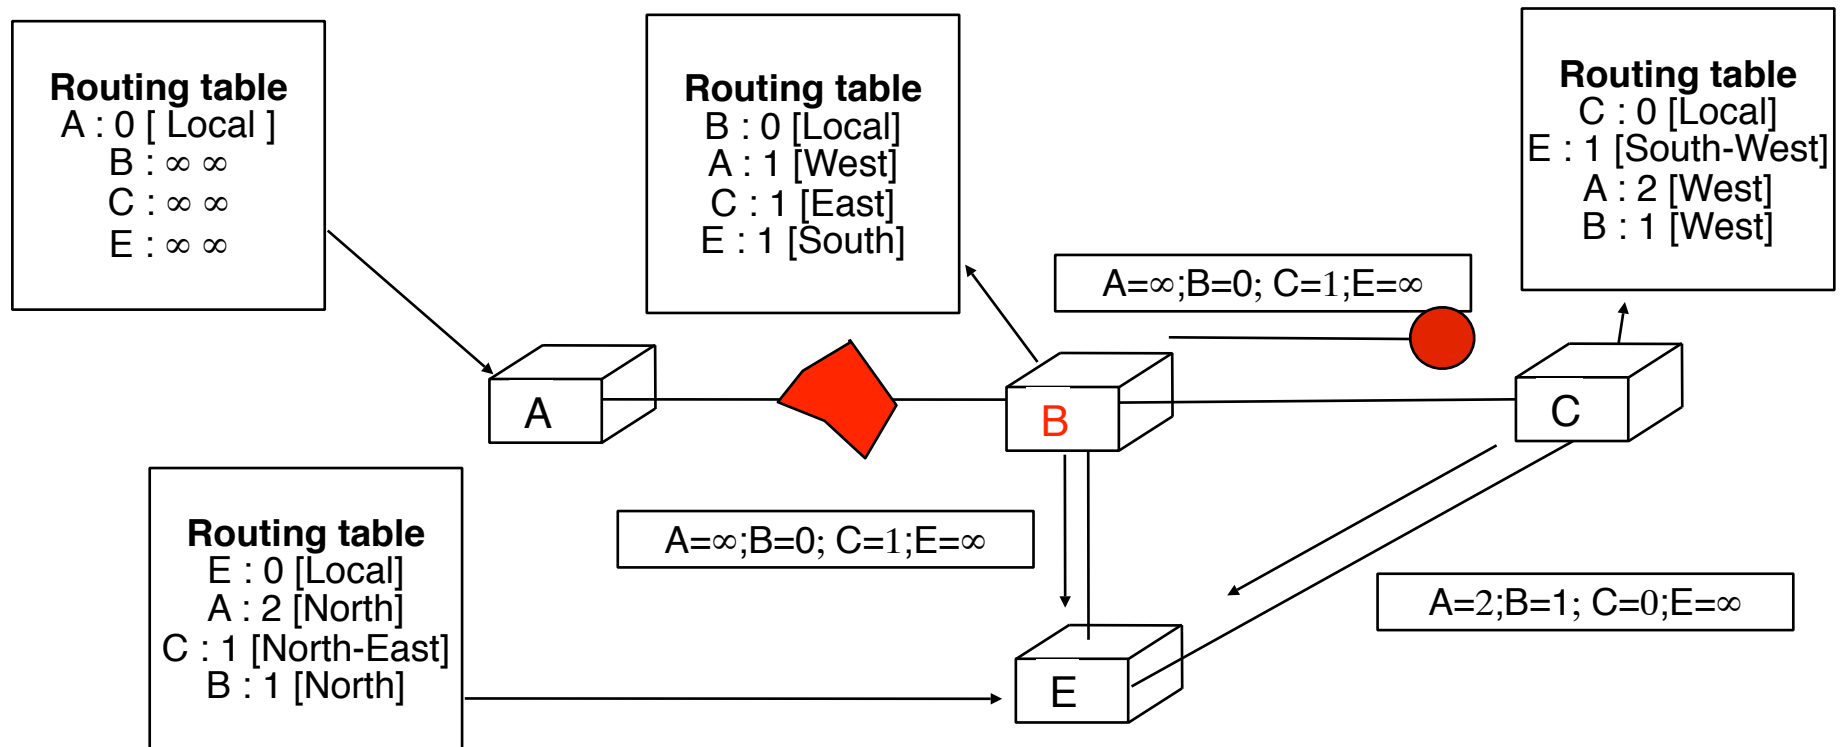 Routing table
A : 0 [ Local ]
B : ∞ ∞
C : ∞ ∞
E : ∞ ∞
Routing table
B : 0 [Local]
A : 1 [West]
C : 1 [East]
E : 1 [South]
Routing table
C : 0 [Local]
E : 1 [South-West]
A : 2 [West]
B : 1 [West]
A=∞;B=0; C=1;E=∞
A
B
C
Routing table
E : 0 [Local]
A : 2 [North]
C : 1 [North-East]
B : 1 [North]
A=∞;B=0; C=1;E=∞
A=2;B=1; C=0;E=∞
E